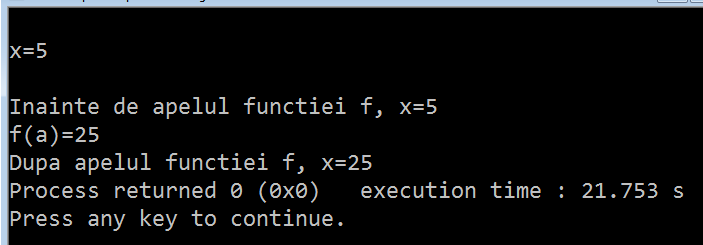 x=5
Inainte de apelul functiei f, x=5
f(a)=25
Dupa apelul functiei f, x=25
Process returned 0 (0x0)   execution time : 21.753 s
Press any key to continue.